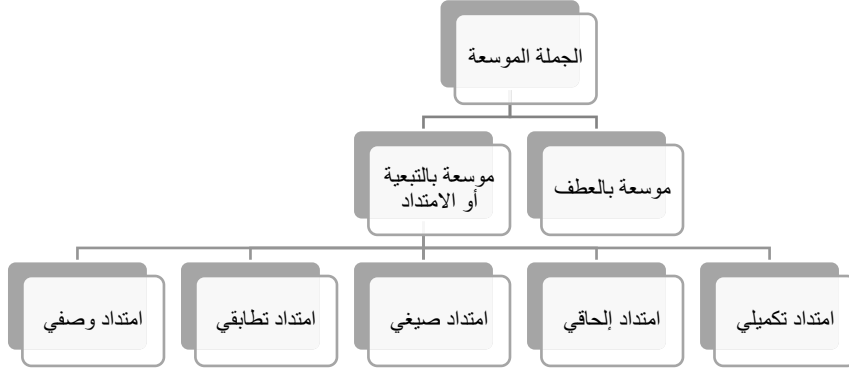 الجملة الموسعة
موسعة بالعطف
موسعة بالتبعية
أو الامتداد
امتداد تكميلي
امتداد إلحاقي
امتداد صيغي
امتداد تطابقي
امتداد وصفي